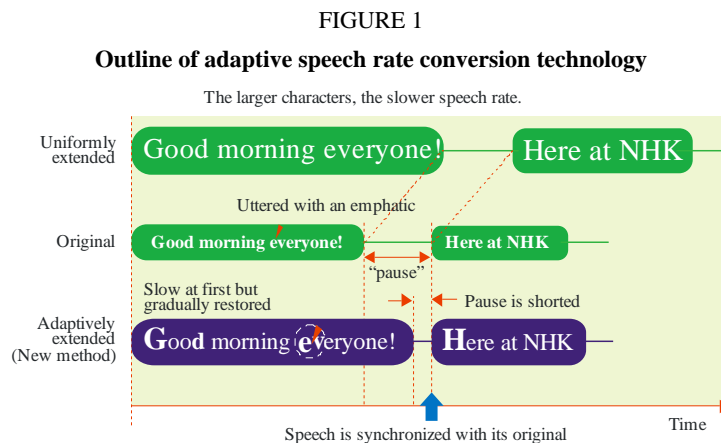 FIGURE 1
Outline of adaptive speech rate conversion technology
The larger characters, the slower speech rate.
Uniformly
extended
Good morning everyone!
Here at NHK
Uttered with an emphatic
Original
Good morning everyone!
Here at NHK
“pause”
Slow at first but
gradually restored
Pause is shorted
Adaptively
extended
(New method)
Good morning everyone!
Here at NHK
Time
Speech is synchronized with its original